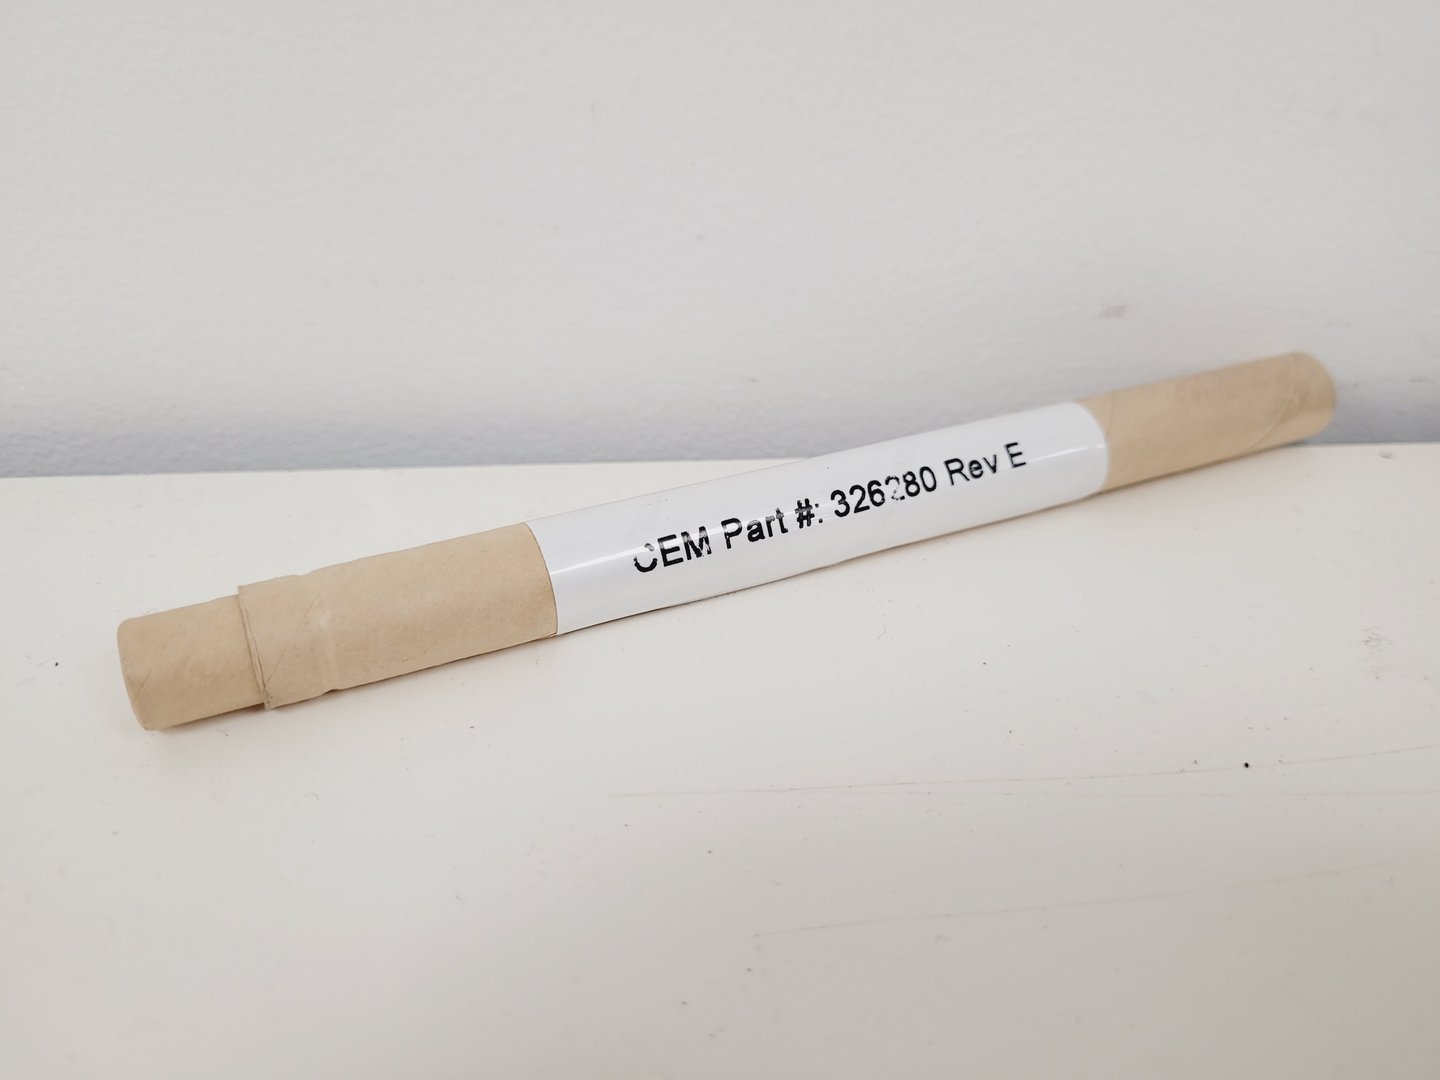 CEM Part #: 326280 Rev E